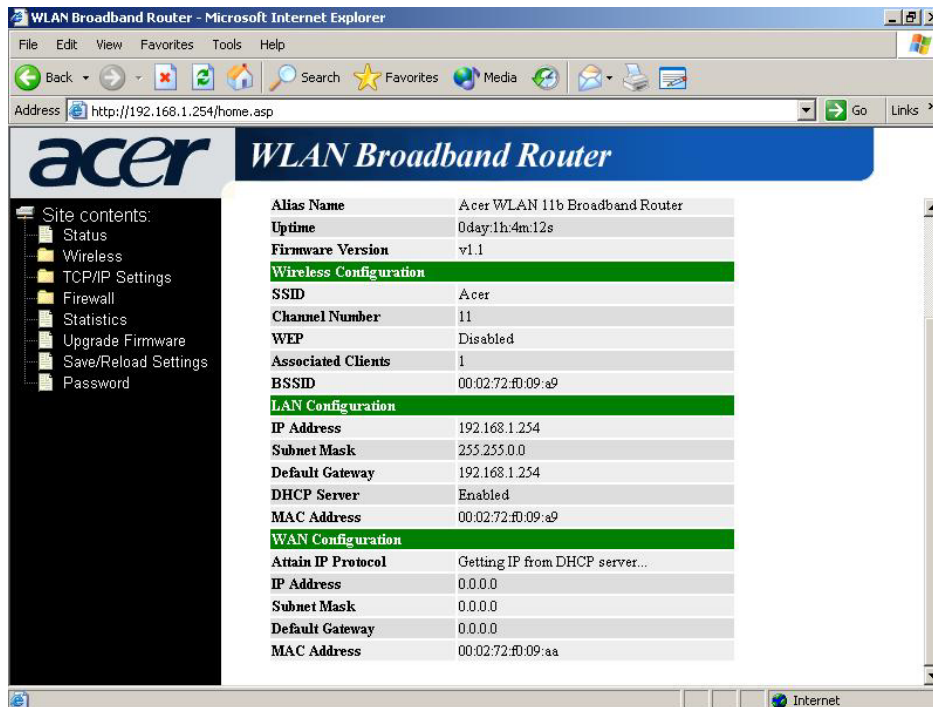 WLAN Broadband Router - Microsoft Internet Explorer
File Edit View Favorites Tools Help
Back Search Favorites Media
Address http://192.168.1.254/home.asp Go Links
acer WLAN Broadband Router
Site contents:
Status
Wireless
TCP/IP Settings
Firewall
Statistics
Upgrade Firmware
Save/Reload Settings
Password
Alias Name Acer WLAN 11b Broadband Router
Uptime 0day:1h:4m:12s
Firmware Version v1.1
Wireless Configuration
SSID Acer
Channel Number 11
WEP Disabled
Associated Clients 1
BSSID 00:02:72:f0:09:a9
LAN Configuration
IP Address 192.168.1.254
Subnet Mask 255.255.0.0
Default Gateway 192.168.1.254
DHCP Server Enabled
MAC Address 00:02:72:f0:09:a9
WAN Configuration
Attain IP Protocol Getting IP from DHCP server...
IP Address 0.0.0.0
Subnet Mask 0.0.0.0
Default Gateway 0.0.0.0
MAC Address 00:02:72:f0:09:aa
Internet